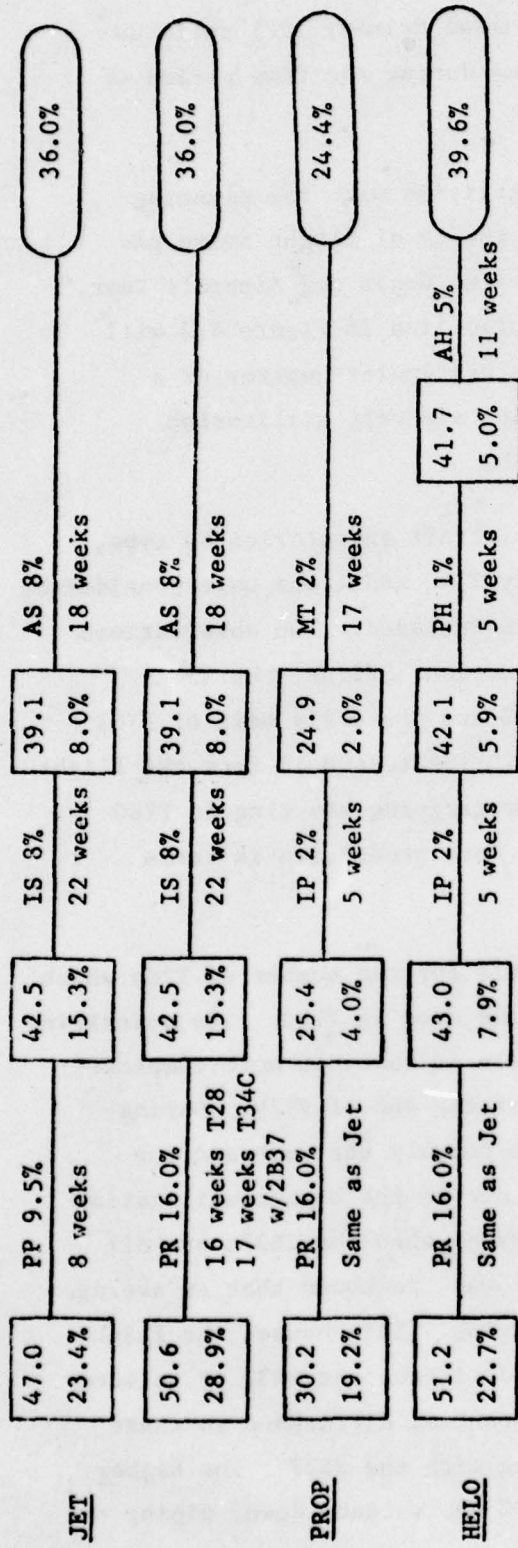 JET
47.0 PP 9.5% 42.5 IS 8% 39.1 AS 8% 36.0%
23.4% 8 weeks 15.3% 22 weeks 8.0% 18 weeks
50.6 PR 16.0% 42.5 IS 8% 39.1 AS 8% 36.0%
28.9% 16 weeks T28 15.3% 22 weeks 8.0% 18 weeks
17 weeks T34C
w/2B37
PROP
30.2 PR 16.0% 25.4 IP 2% 24.9 MT 2% 24.4%
19.2% Same as Jet 4.0% 5 weeks 2.0% 17 weeks
HELO
51.2 PR 16.0% 43.0 IP 2% 42.1 PH 1% 41.7 AH 5% 39.6%
22.7% Same as Jet 7.9% 5 weeks 5.9% 5 weeks 5.0% 11 weeks